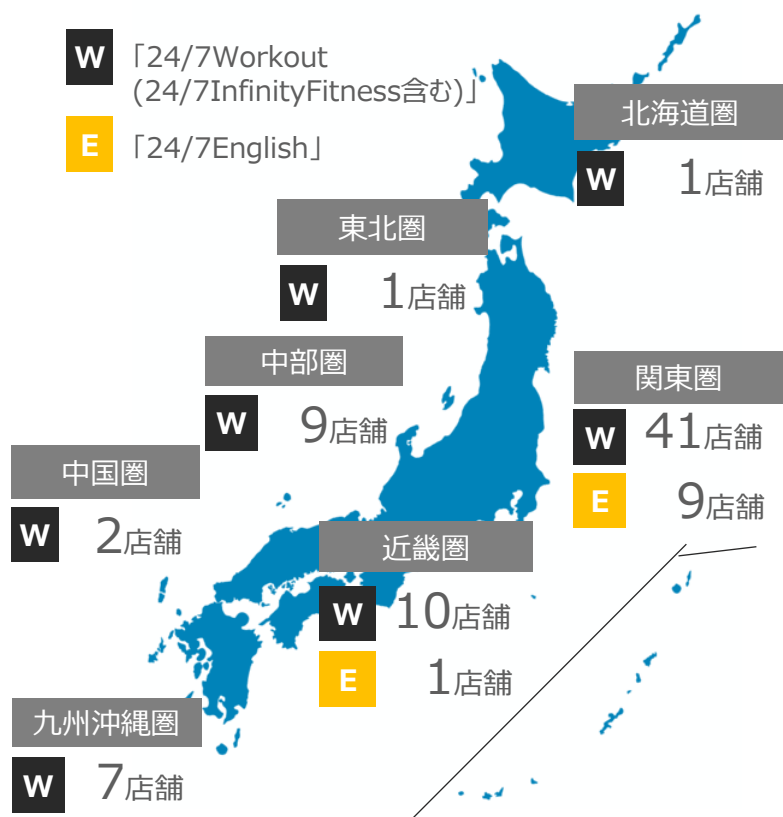 W 「24/7Workout
(24/7InfinityFitness含む)」
E 「24/7English」
北海道圏
W 1店舗
東北圏
W 1店舗
中部圏
W 9店舗
関東圏
W 41店舗
E 9店舗
中国圏
W 2店舗
近畿圏
W 10店舗
E 1店舗
九州沖縄圏
W 7店舗